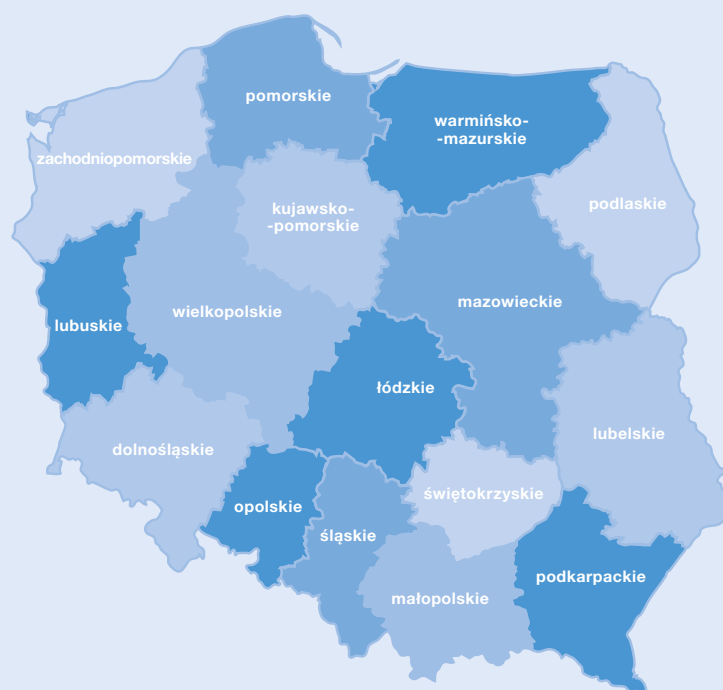 pomorskie
warmińsko-
-mazurskie
zachodniopomorskie
kujawsko-
-pomorskie
podlaskie
mazowieckie
wielkopolskie
lubuskie
łódzkie
lubelskie
dolnośląskie
świętokrzyskie
opolskie
śląskie
podkarpackie
małopolskie